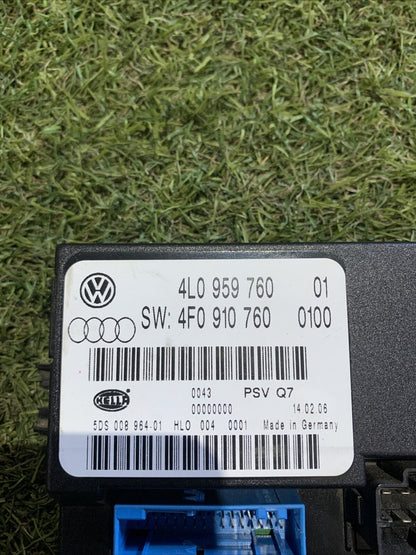 4L0 959 760 01
SW: 4F0 910 760 0100
0043 PSV Q7
HELLA 00000000 14.02.06
5DS 008 964-01 HLO 004 0001 Made in Germany